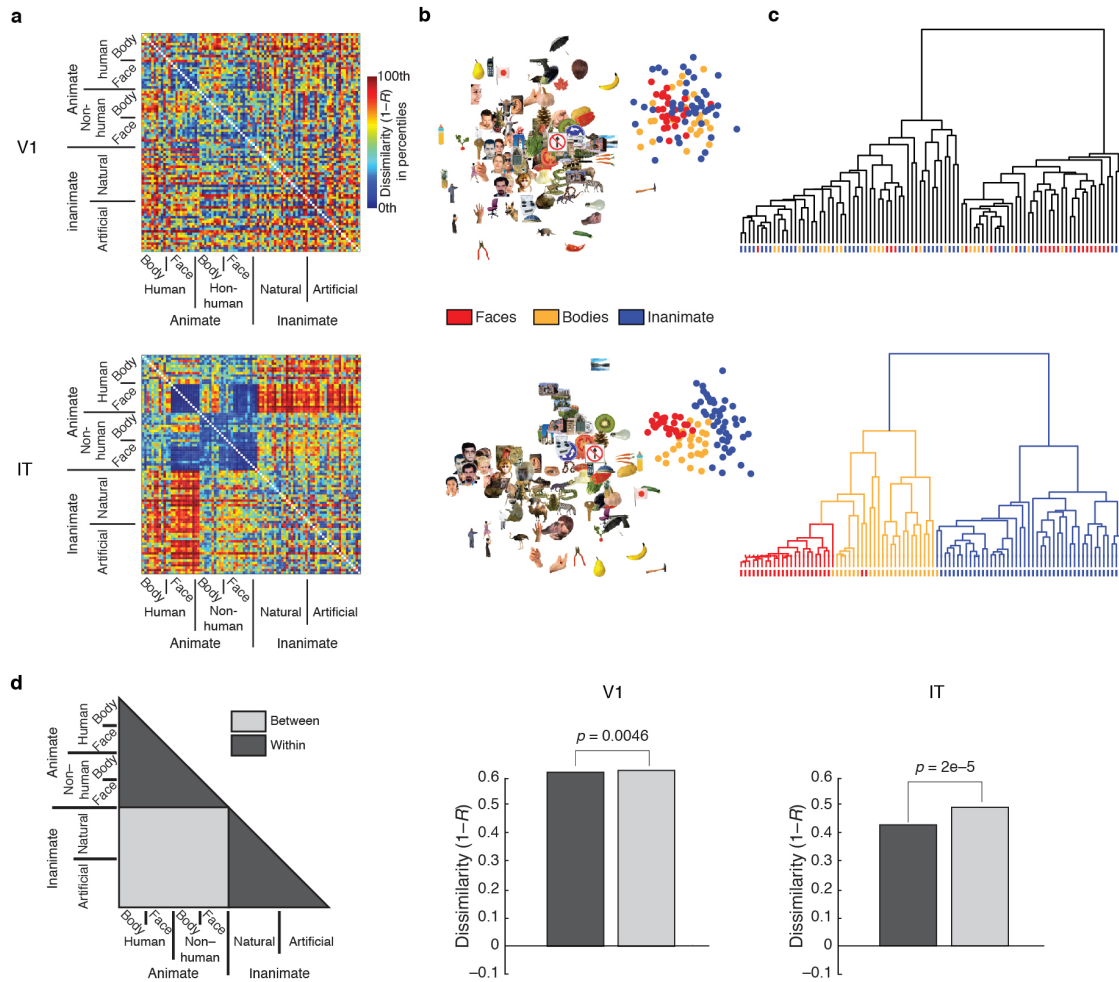 a
b
c
V1
Animate
human
Body
Face
Non-
human
Body
Face
inanimate
Natural
Artificial
100th
Dissimilarity (1–R)
in percentiles
0th
Body
Face
Body
Face
Human
Hon-
human
Natural
Artificial
Animate
Inanimate
Faces
Bodies
Inanimate
IT
Animate
Human
Body
Face
Non-
human
Body
Face
Inanimate
Natural
Artificial
Body
Face
Body
Face
Human
Non-
human
Natural
Artificial
Animate
Inanimate
d
Animate
Human
Body
Face
Non–
human
Body
Face
Inanimate
Natural
Artificial
Between
Within
Body
Face
Body
Face
Human
Non–
human
Natural
Artificial
Animate
Inanimate
V1
p = 0.0046
Dissimilarity (1–R)
0.6
0.5
0.4
0.3
0.2
0.1
0
–0.1
IT
p = 2e–5
Dissimilarity (1–R)
0.6
0.5
0.4
0.3
0.2
0.1
0
–0.1